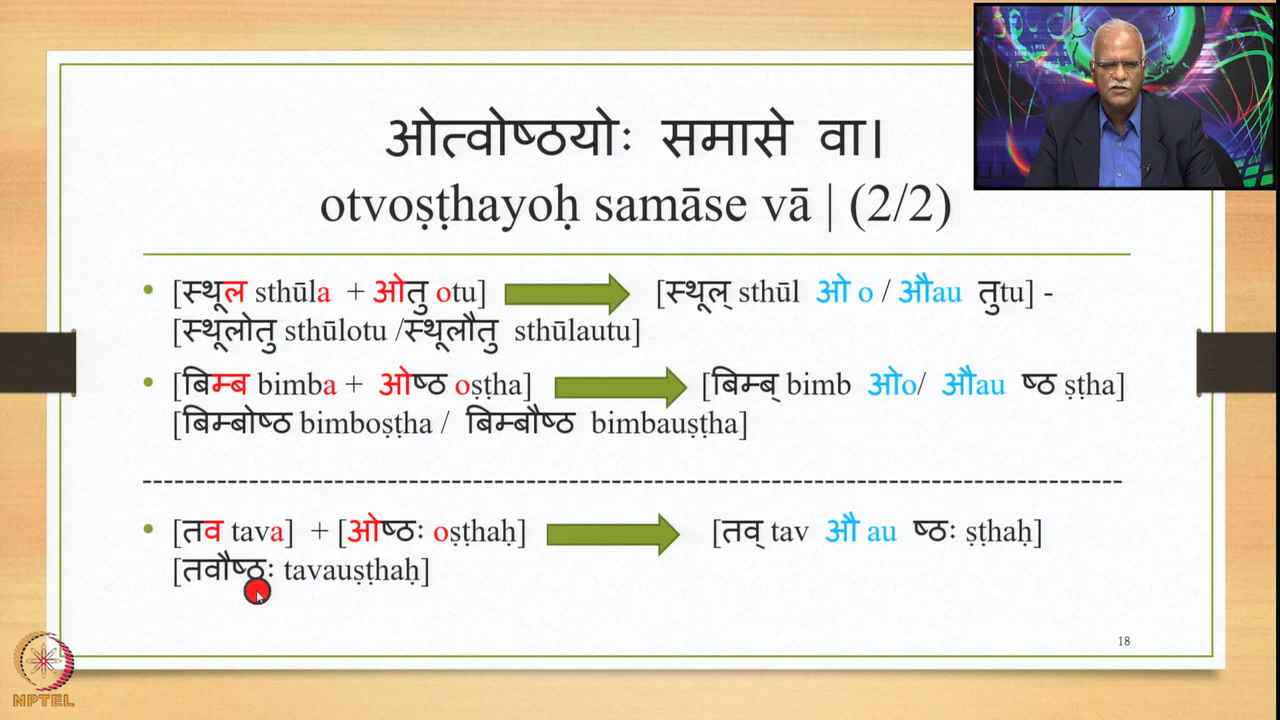 ओत्वोष्ठयोः समासे वा।
otvoṣṭhayoḥ samāse vā | (2/2)
• [स्थूल sthūla + ओतु otu] [स्थूल् sthūl ओ o / औau तुtu] -
[स्थूलोतु sthūlotu /स्थूलौतु sthūlautu]
• [बिम्ब bimba + ओष्ठ oṣṭha] [बिम्ब् bimb ओo/ औau ष्ठ ṣṭha]
[बिम्बोष्ठ bimboṣṭha / बिम्बौष्ठ bimbauṣṭha]
--------------------------------------------------------------------------------
• [तव tava] + [ओष्ठः oṣṭhaḥ] [तव् tav औ au ष्ठः ṣṭhaḥ]
[तवौष्ठः tavauṣṭhaḥ]
18
NPTEL